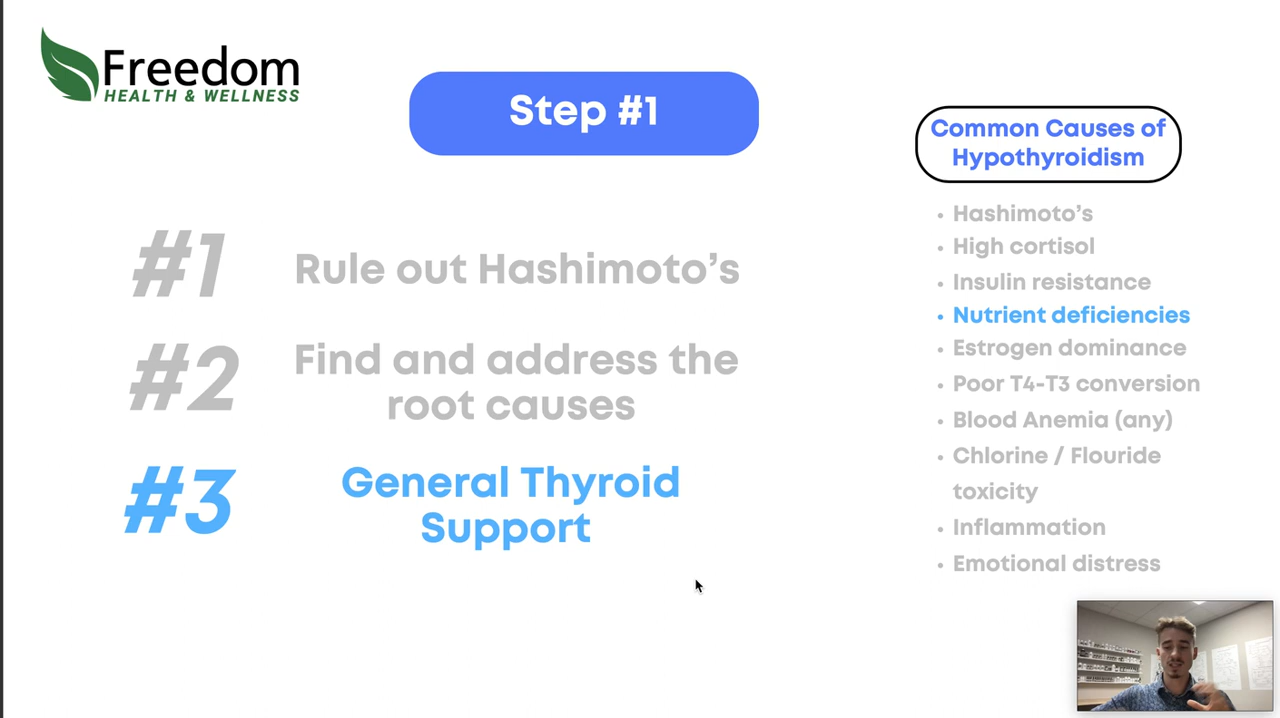 Freedom
HEALTH & WELLNESS
Step #1
#1
Rule out Hashimoto's
#2
Find and address the
root causes
#3
General Thyroid
Support
Common Causes of
Hypothyroidism
• Hashimoto's
• High cortisol
• Insulin resistance
• Nutrient deficiencies
• Estrogen dominance
• Poor T4-T3 conversion
• Blood Anemia (any)
• Chlorine / Flouride
toxicity
• Inflammation
• Emotional distress